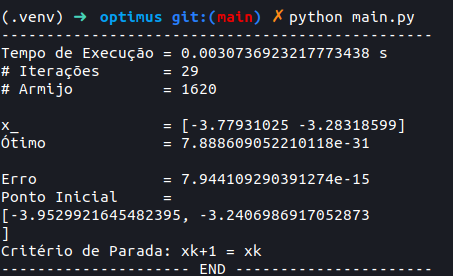 (.venv) ➜ optimus git:(main) ✗ python main.py
------------------------------------------------
Tempo de Execução = 0.0030736923217773438 s
# Iterações       = 29
# Armijo          = 1620
x_                = [-3.77931025 -3.28318599]
Ótimo             = 7.888609052210118e-31
Erro              = 7.944109290391274e-15
Ponto Inicial     =
[-3.9529921645482395, -3.2406986917052873
]
Critério de Parada: xk+1 = xk
--------------------- END ----------------------